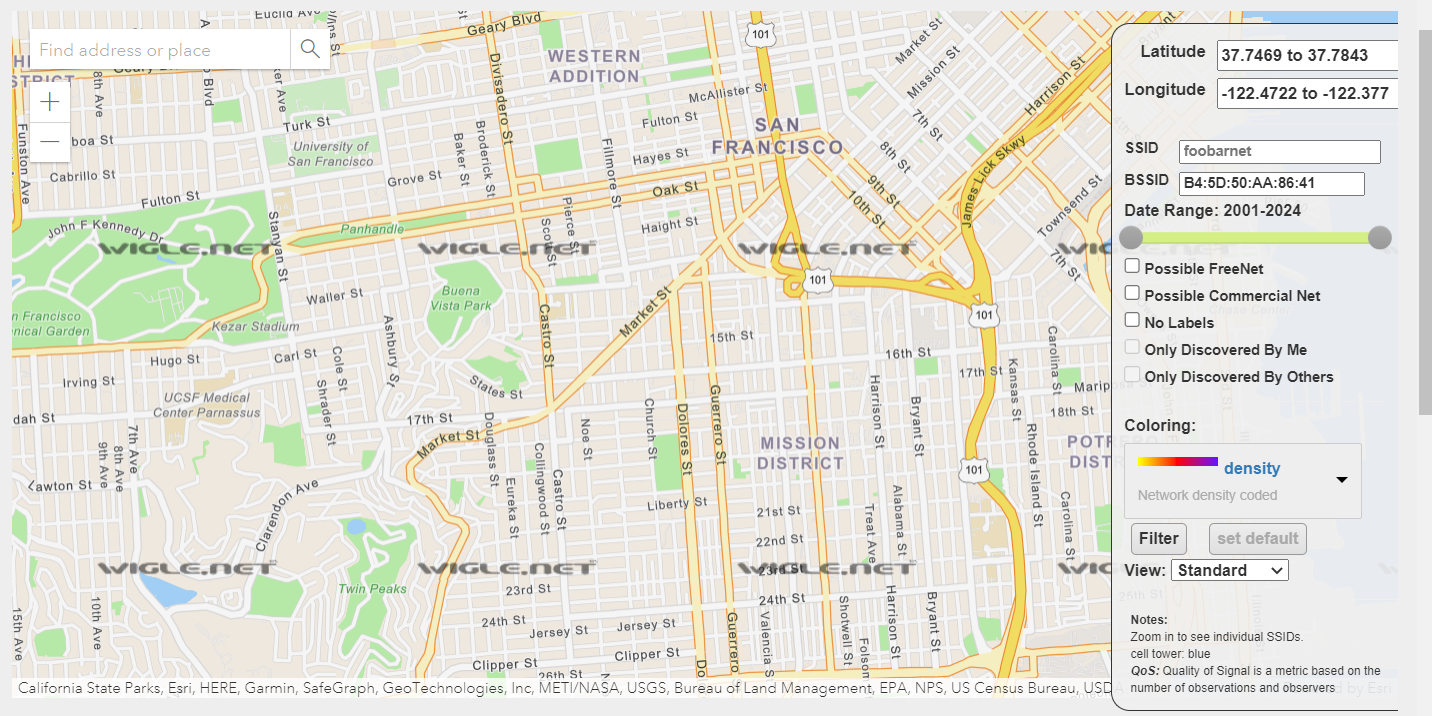 Find address or place
Euclid Ave
Geary Blvd
101
WESTERN
ADDITION
Market St
Mission St
Harrison St
8th Ave
Divisadero St
McAllister St
7th St
Turk St
Fulton St
SAN
FRANCISCO
University of
San Francisco
Broderick St
Baker St
Fillmore St
Hayes St
8th St
Funston Ave
Cabrillo St
Grove St
Oak St
9th St
10th St
James Lick Skwy
Townsend St
Fulton St
Stanyan St
Panhandle
Scott St
Pierce St
Haight St
John F Kennedy Dr
WIGLE.NET
WIGLE.NET
WIGLE.NET
7th St
101
Waller St
Buena
Vista Park
Castro St
Market St
101
Kezar Stadium
Ashbury St
15th St
16th St
Carolina St
Hugo St
Carl St
Cole St
17th St
Kansas St
Irving St
Shrader St
States St
UCSF Medical
Center Parnassus
17th St
Market St
Douglass St
Noe St
Church St
Dolores St
Guerrero St
Harrison St
Bryant St
18th St
7th Ave
8th Ave
9th Ave
MISSION
DISTRICT
101
Rhode Island St
Lawton St
Clarendon Ave
Eureka St
Collingwood St
Castro St
Liberty St
21st St
Treat Ave
Alabama St
Carolina St
22nd St
WIGLE.NET
WIGLE.NET
WIGLE.NET
23rd St
Twin Peaks
23rd St
24th St
15th Ave
10th Ave
24th St
Jersey St
Jersey St
Guerrero
Valencia St
Shotwell St
Folsom
Harrison St
Bryant St
Clipper St
Clipper St
26th St
California State Parks, Esri, HERE, Garmin, SafeGraph, GeoTechnologies, Inc, METI/NASA, USGS, Bureau of Land Management, EPA, NPS, US Census Bureau, USDA
Latitude 37.7469 to 37.7843
Longitude -122.4722 to -122.377
SSID foobarnet
BSSID B4:5D:50:AA:86:41
Date Range: 2001-2024
Possible FreeNet
Possible Commercial Net
No Labels
Only Discovered By Me
Only Discovered By Others
Coloring:
density
Network density coded
Filter set default
View: Standard
Notes:
Zoom in to see individual SSIDs.
cell tower: blue
QoS: Quality of Signal is a metric based on the
number of observations and observers